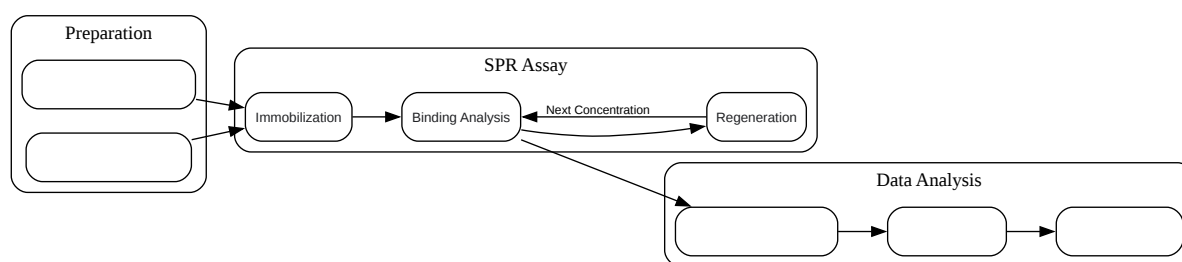 Preparation
SPR Assay
Immobilization
Binding Analysis
Next Concentration
Regeneration
Data Analysis